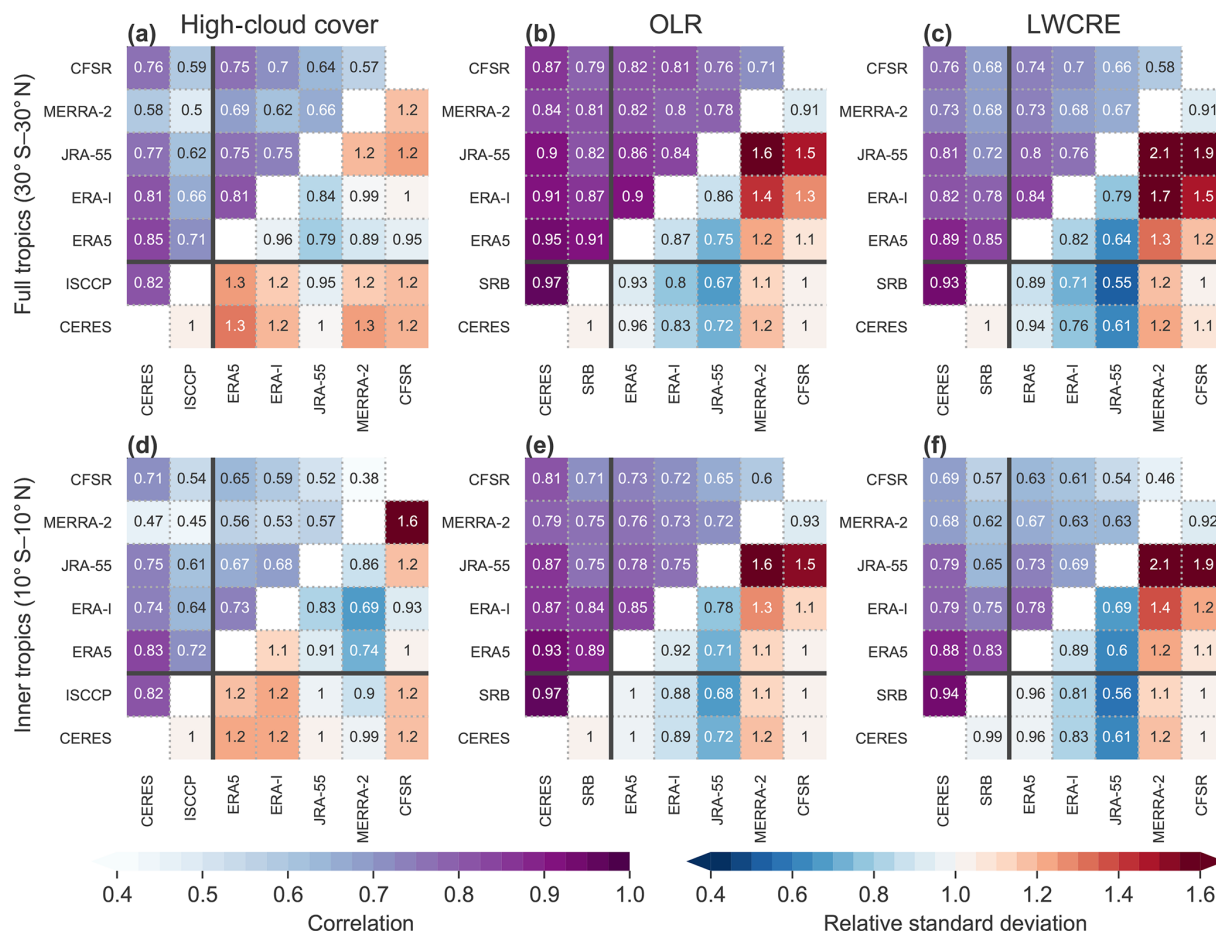 High-cloud cover OLR LWCRE
(a) (b) (c)
Full tropics (30° S–30° N)
CFSR 0.76 0.59 0.75 0.7 0.64 0.57 0.87 0.79 0.82 0.81 0.76 0.71 0.76 0.68 0.74 0.7 0.66 0.58
MERRA-2 0.58 0.5 0.69 0.62 0.66 1.2 MERRA-2 0.84 0.81 0.82 0.8 0.78 0.91 MERRA-2 0.73 0.68 0.73 0.68 0.67 0.91
JRA-55 0.77 0.62 0.75 0.75 1.2 1.2 JRA-55 0.9 0.82 0.86 0.84 1.6 1.5 JRA-55 0.81 0.72 0.8 0.76 2.1 1.9
ERA-I 0.81 0.66 0.81 0.84 0.99 1 ERA-I 0.91 0.87 0.9 0.86 1.4 1.3 ERA-I 0.82 0.78 0.84 0.79 1.7 1.5
ERA5 0.85 0.71 0.96 0.79 0.89 0.95 ERA5 0.95 0.91 0.87 0.75 1.2 1.1 ERA5 0.89 0.85 0.82 0.64 1.3 1.2
ISCCP 0.82 1.3 1.2 0.95 1.2 1.2 SRB 0.97 0.93 0.8 0.67 1.1 1 SRB 0.93 0.89 0.71 0.55 1.2 1
CERES 1 1.3 1.2 1 1.3 1.2 CERES 1 0.96 0.83 0.72 1.2 1 CERES 1 0.94 0.76 0.61 1.2 1.1
CERES ISCCP ERA5 ERA-I JRA-55 MERRA-2 CFSR CERES SRB ERA5 ERA-I JRA-55 MERRA-2 CFSR CERES SRB ERA5 ERA-I JRA-55 MERRA-2 CFSR
(d) (e) (f)
Inner tropics (10° S–10° N)
CFSR 0.71 0.54 0.65 0.59 0.52 0.38 CFSR 0.81 0.71 0.73 0.72 0.65 0.6 CFSR 0.69 0.57 0.63 0.61 0.54 0.46
MERRA-2 0.47 0.45 0.56 0.53 0.57 1.6 MERRA-2 0.79 0.75 0.76 0.73 0.72 0.93 MERRA-2 0.68 0.62 0.67 0.63 0.63 0.92
JRA-55 0.75 0.61 0.67 0.68 0.86 1.2 JRA-55 0.87 0.75 0.78 0.75 1.6 1.5 JRA-55 0.79 0.65 0.73 0.69 2.1 1.9
ERA-I 0.74 0.64 0.73 0.83 0.69 0.93 ERA-I 0.87 0.84 0.85 0.78 1.3 1.1 ERA-I 0.79 0.75 0.78 0.69 1.4 1.2
ERA5 0.83 0.72 1.1 0.91 0.74 1 ERA5 0.93 0.89 0.92 0.71 1.1 1.1 ERA5 0.88 0.83 0.89 0.6 1.2 1.1
ISCCP 0.82 1.2 1.2 1 0.9 1.2 SRB 0.97 1 0.88 0.68 1.1 1 SRB 0.94 0.96 0.81 0.56 1.1 1
CERES 1 1.2 1.2 1 0.99 1.2 CERES 1 1 0.89 0.72 1.2 1 CERES 0.99 0.96 0.83 0.61 1.2 1
CERES ISCCP ERA5 ERA-I JRA-55 MERRA-2 CFSR CERES SRB ERA5 ERA-I JRA-55 MERRA-2 CFSR CERES SRB ERA5 ERA-I JRA-55 MERRA-2 CFSR
0.4 0.5 0.6 0.7 0.8 0.9 1.0 0.4 0.6 0.8 1.0 1.2 1.4 1.6
Correlation Relative standard deviation